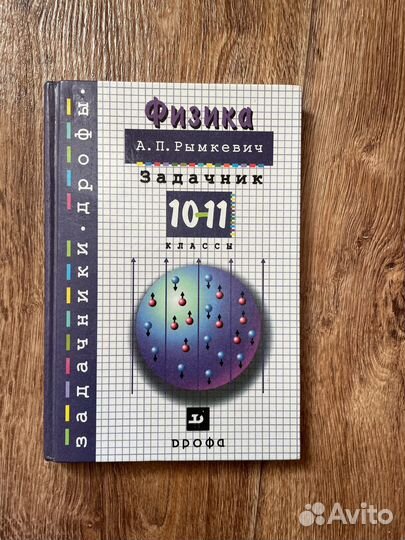 Физика
А.П.Рымкевич
Задачник
10-11
КЛАССЫ
дрофа
задачники·дрофы·
Avito